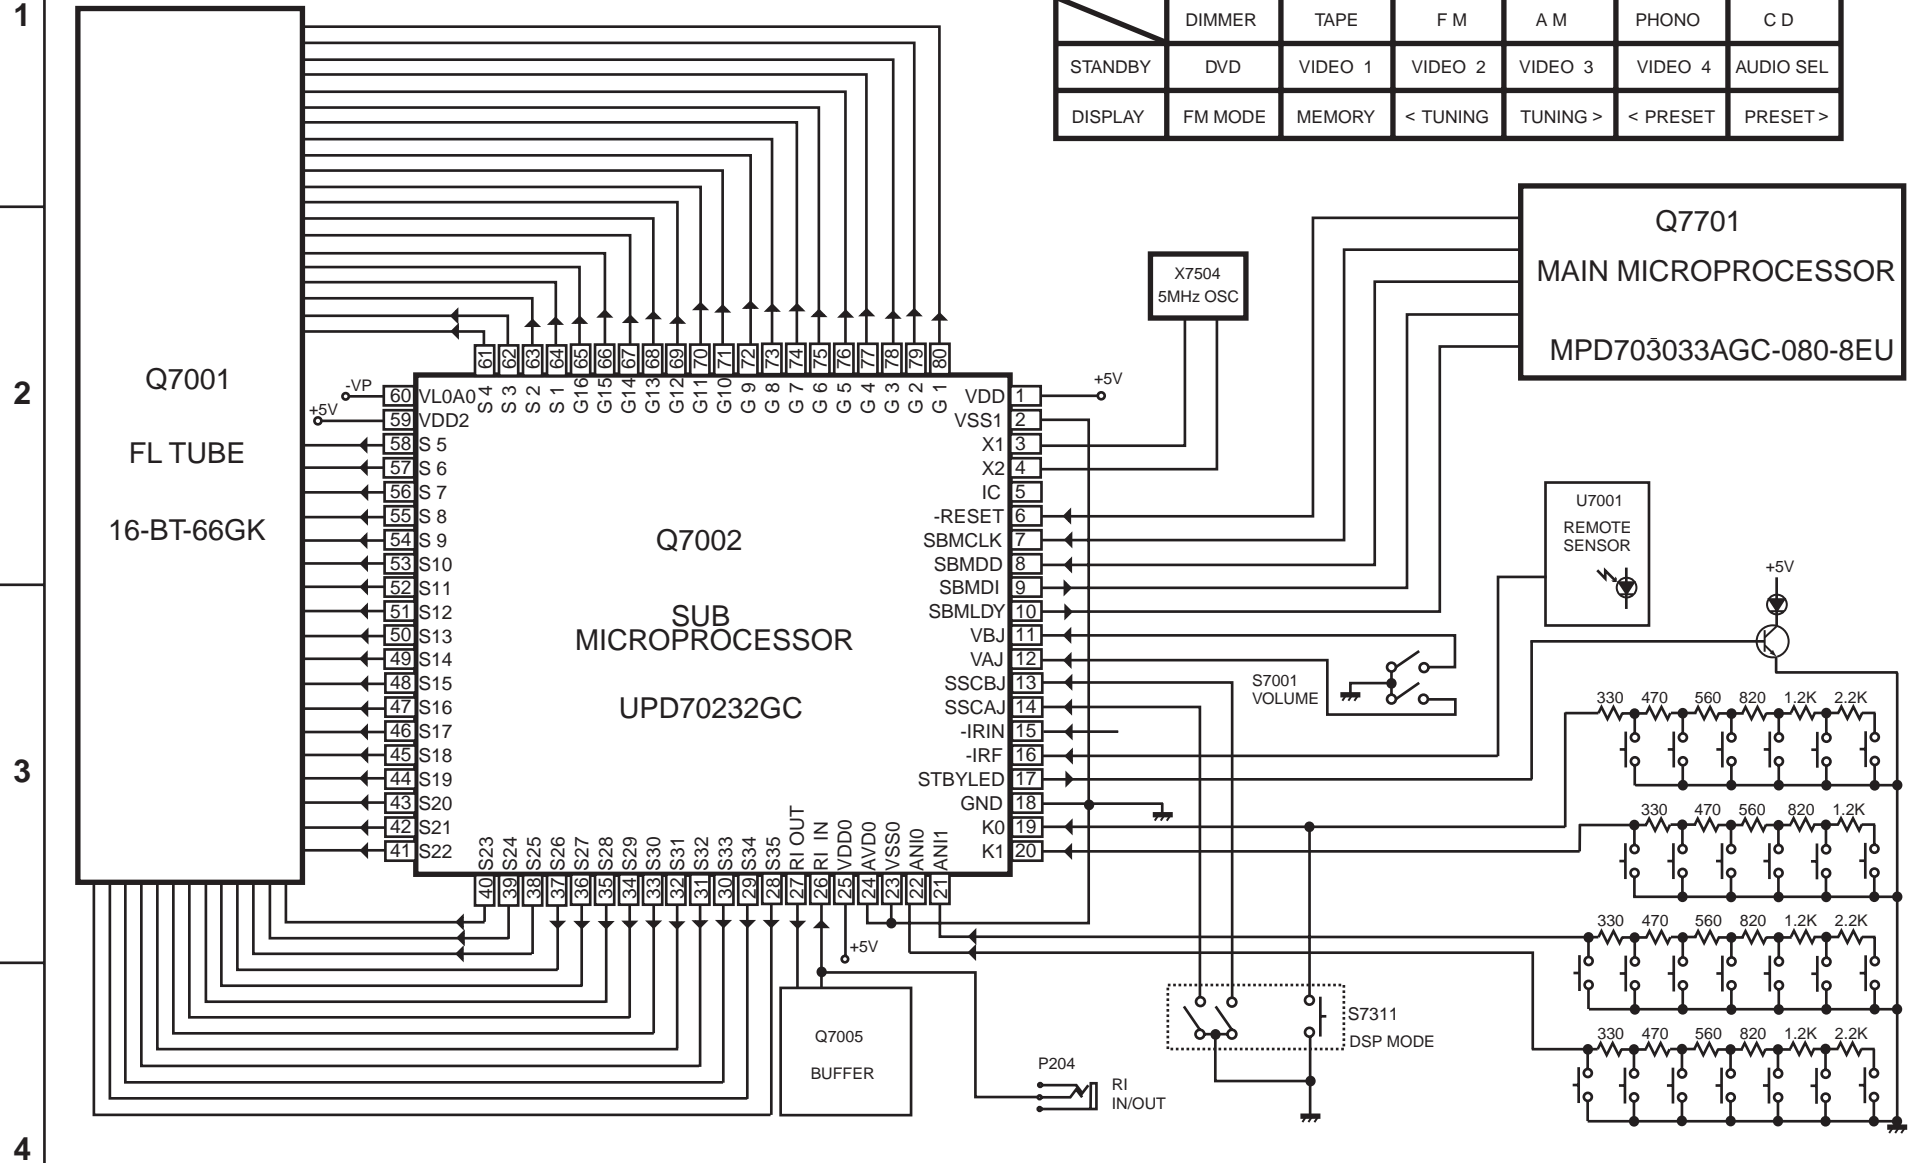 1
2
3
4
DIMMER TAPE F M A M PHONO C D
STANDBY DVD VIDEO 1 VIDEO 2 VIDEO 3 VIDEO 4 AUDIO SEL
DISPLAY FM MODE MEMORY < TUNING TUNING > < PRESET PRESET >
Q7701
MAIN MICROPROCESSOR
MPD703033AGC-080-8EU
X7504
5MHz OSC
Q7001
FL TUBE
16-BT-66GK
61 62 63 64 65 66 67 68 69 70 71 72 73 74 75 76 77 78 79 80
S 4 S 3 S 2 S 1 G16 G15 G14 G13 G12 G11 G10 G 9 G 8 G 7 G 6 G 5 G 4 G 3 G 2 G 1
-VP
+5V
60 VL0A0
59 VDD2
58 S 5
57 S 6
56 S 7
55 S 8
54 S 9
53 S10
52 S11
51 S12
50 S13
49 S14
48 S15
47 S16
46 S17
45 S18
44 S19
43 S20
42 S21
41 S22
Q7002
SUB
MICROPROCESSOR
UPD70232GC
VDD 1
+5V
VSS1 2
X1 3
X2 4
IC 5
-RESET 6
SBMCLK 7
SBMDD 8
SBMDI 9
SBMLDY 10
VBJ 11
VAJ 12
SSCBJ 13
SSCAJ 14
-IRIN 15
-IRF 16
STBYLED 17
GND 18
K0 19
K1 20
S23 S24 S25 S26 S27 S28 S29 S30 S31 S32 S33 S34 S35 RI OUT RI IN VDD0 AVD0 VSS0 ANI0 ANI1
40 39 38 37 36 35 34 33 32 31 30 29 28 27 26 25 24 23 22 21
+5V
Q7005
BUFFER
P204
RI
IN/OUT
S7001
VOLUME
S7311
DSP MODE
U7001
REMOTE
SENSOR
+5V
330 470 560 820 1.2K 2.2K
330 470 560 820 1.2K
330 470 560 820 1.2K 2.2K
330 470 560 820 1.2K 2.2K